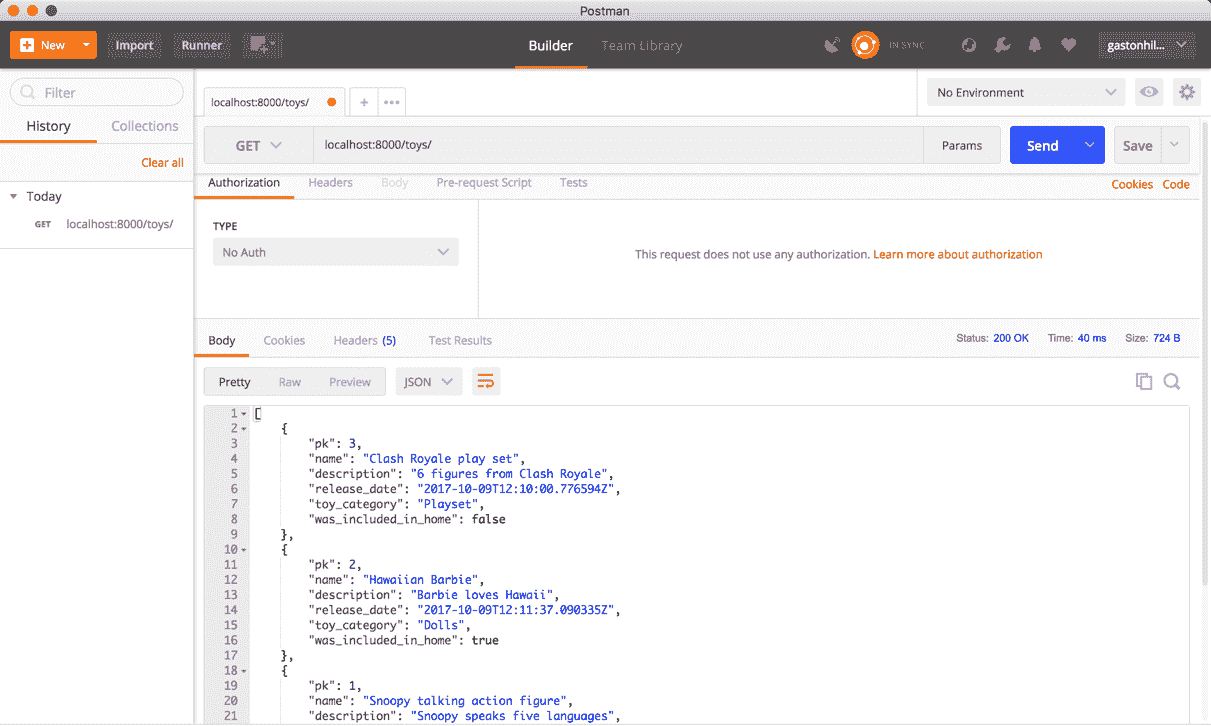 Postman
New Import Runner Builder Team Library IN SYNC gastonhil...
Filter
History Collections
Clear all
Today
GET localhost:8000/toys/
localhost:8000/toys/ + •••
No Environment
GET localhost:8000/toys/ Params Send Save
Authorization Headers Body Pre-request Script Tests Cookies Code
TYPE
No Auth
This request does not use any authorization. Learn more about authorization
Body Cookies Headers (5) Test Results Status: 200 OK Time: 40 ms Size: 724 B
Pretty Raw Preview JSON
1 [
2 {
3 "pk": 3,
4 "name": "Clash Royale play set",
5 "description": "6 figures from Clash Royale",
6 "release_date": "2017-10-09T12:10:00.776594Z",
7 "toy_category": "Playset",
8 "was_included_in_home": false
9 },
10 {
11 "pk": 2,
12 "name": "Hawaiian Barbie",
13 "description": "Barbie loves Hawaii",
14 "release_date": "2017-10-09T12:11:37.090335Z",
15 "toy_category": "Dolls",
16 "was_included_in_home": true
17 },
18 {
19 "pk": 1,
20 "name": "Snoopy talking action figure",
21 "description": "Snoopy speaks five languages",